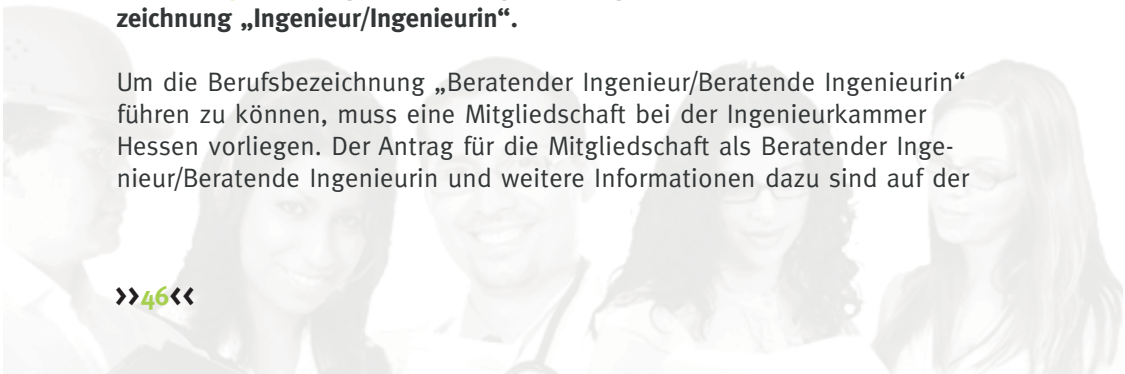 zeichnung „Ingenieur/Ingenieurin“.
Um die Berufsbezeichnung „Beratender Ingenieur/Beratende Ingenieurin“
führen zu können, muss eine Mitgliedschaft bei der Ingenieurkammer
Hessen vorliegen. Der Antrag für die Mitgliedschaft als Beratender Inge-
nieur/Beratende Ingenieurin und weitere Informationen dazu sind auf der
››46‹‹